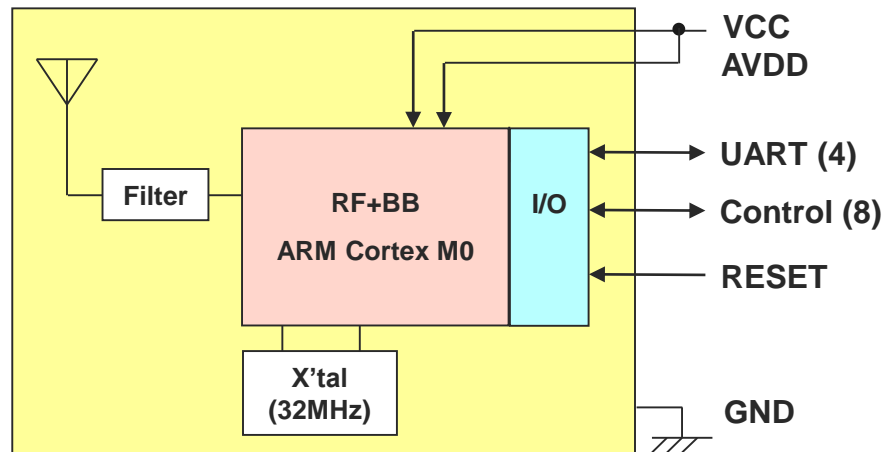 VCC
AVDD
UART (4)
Filter
RF+BB
I/O
Control (8)
ARM Cortex M0
RESET
X’tal
(32MHz)
GND